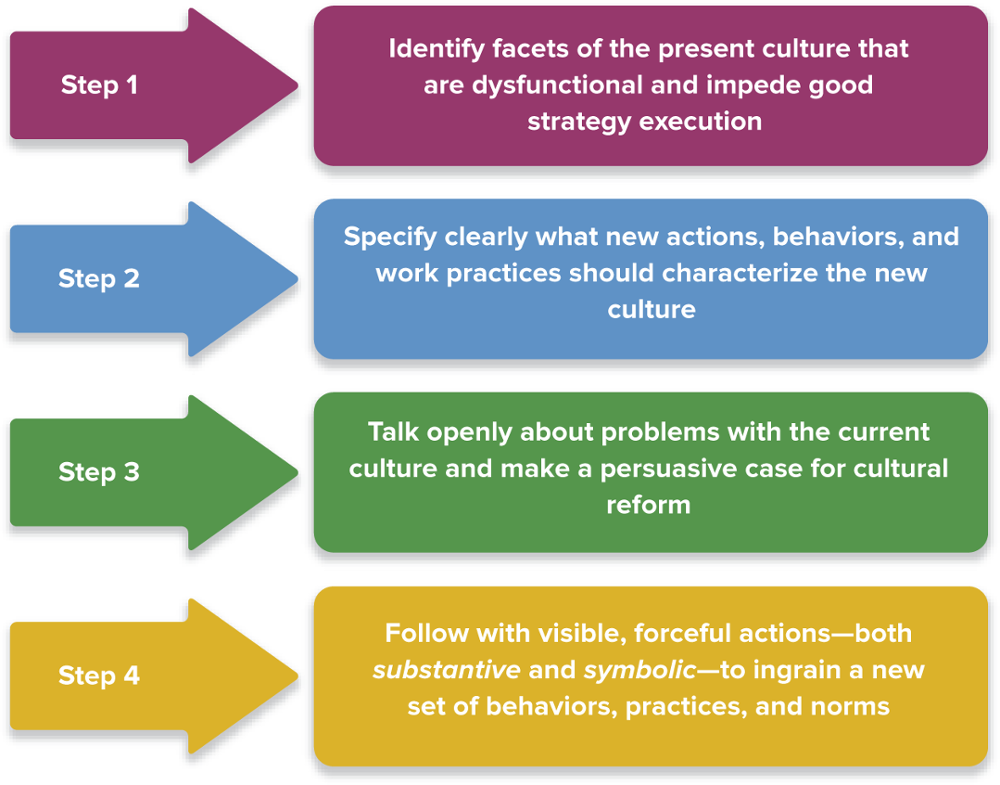 Step 1
Identify facets of the present culture that
are dysfunctional and impede good
strategy execution
Step 2
Specify clearly what new actions, behaviors, and
work practices should characterize the new
culture
Step 3
Talk openly about problems with the current
culture and make a persuasive case for cultural
reform
Step 4
Follow with visible, forceful actions—both
substantive and symbolic—to ingrain a new
set of behaviors, practices, and norms